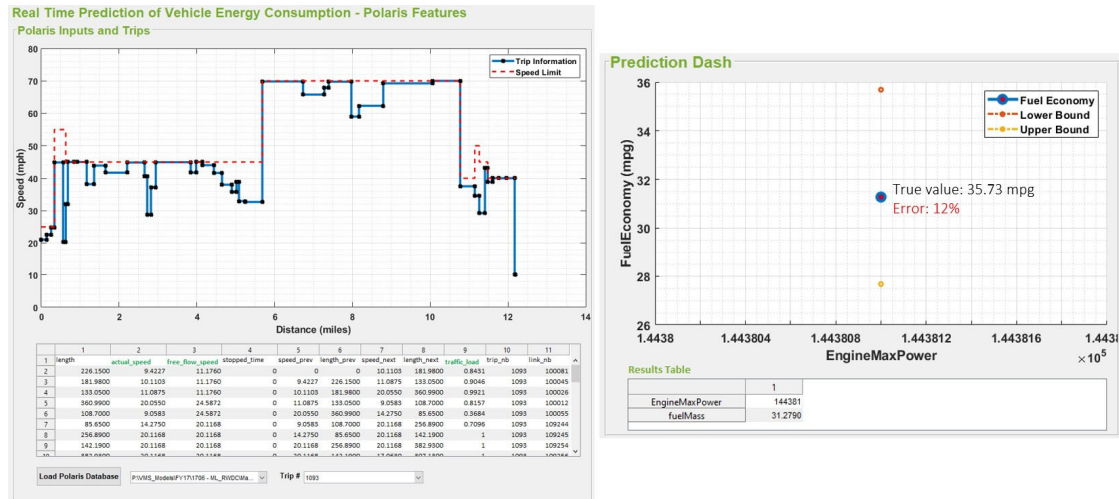 Real Time Prediction of Vehicle Energy Consumption - Polaris Features
Polaris Inputs and Trips
80
70
60
50
40
30
20
10
0
Speed (mph)
Trip Information
Speed Limit
0 2 4 6 8 10 12 14
Distance (miles)
1 2 3 4 5 6 7 8 9 10 11
1 length actual_speed free_flow_speed stopped_time speed_prev length_prev speed_next length_next traffic_load trip_nb link_nb
2 226.1500 9.4227 11.1760 0 0 0 10.1103 181.9800 0.8431 1093 100081
3 181.9800 10.1103 11.1760 0 9.4227 226.1500 11.0875 133.0500 0.9046 1093 100045
4 133.0500 11.0875 11.1760 0 10.1103 181.9800 20.0550 360.9900 0.9921 1093 100026
5 360.9900 20.0550 24.5872 0 11.0875 133.0500 9.0583 108.7000 0.8157 1093 100012
6 108.7000 9.0583 24.5872 0 20.0550 360.9900 14.2750 85.6500 0.3684 1093 100055
7 85.6500 14.2750 20.1168 0 9.0583 108.7000 20.1168 256.8900 0.7096 1093 109244
8 256.8900 20.1168 20.1168 0 14.2750 85.6500 20.1168 142.1900 1 1093 109245
9 142.1900 20.1168 20.1168 0 20.1168 256.8900 20.1168 382.9300 1 1093 109254
Load Polaris Database
Trip #
1093
Prediction Dash
36
34
32
30
28
26
FuelEconomy (mpg)
Fuel Economy
Lower Bound
Upper Bound
True value: 35.73 mpg
Error: 12%
1.4438 1.443804 1.443808 1.443812 1.443816
EngineMaxPower
×10⁵
Results Table
1
EngineMaxPower 144381
fuelMass 31.2790